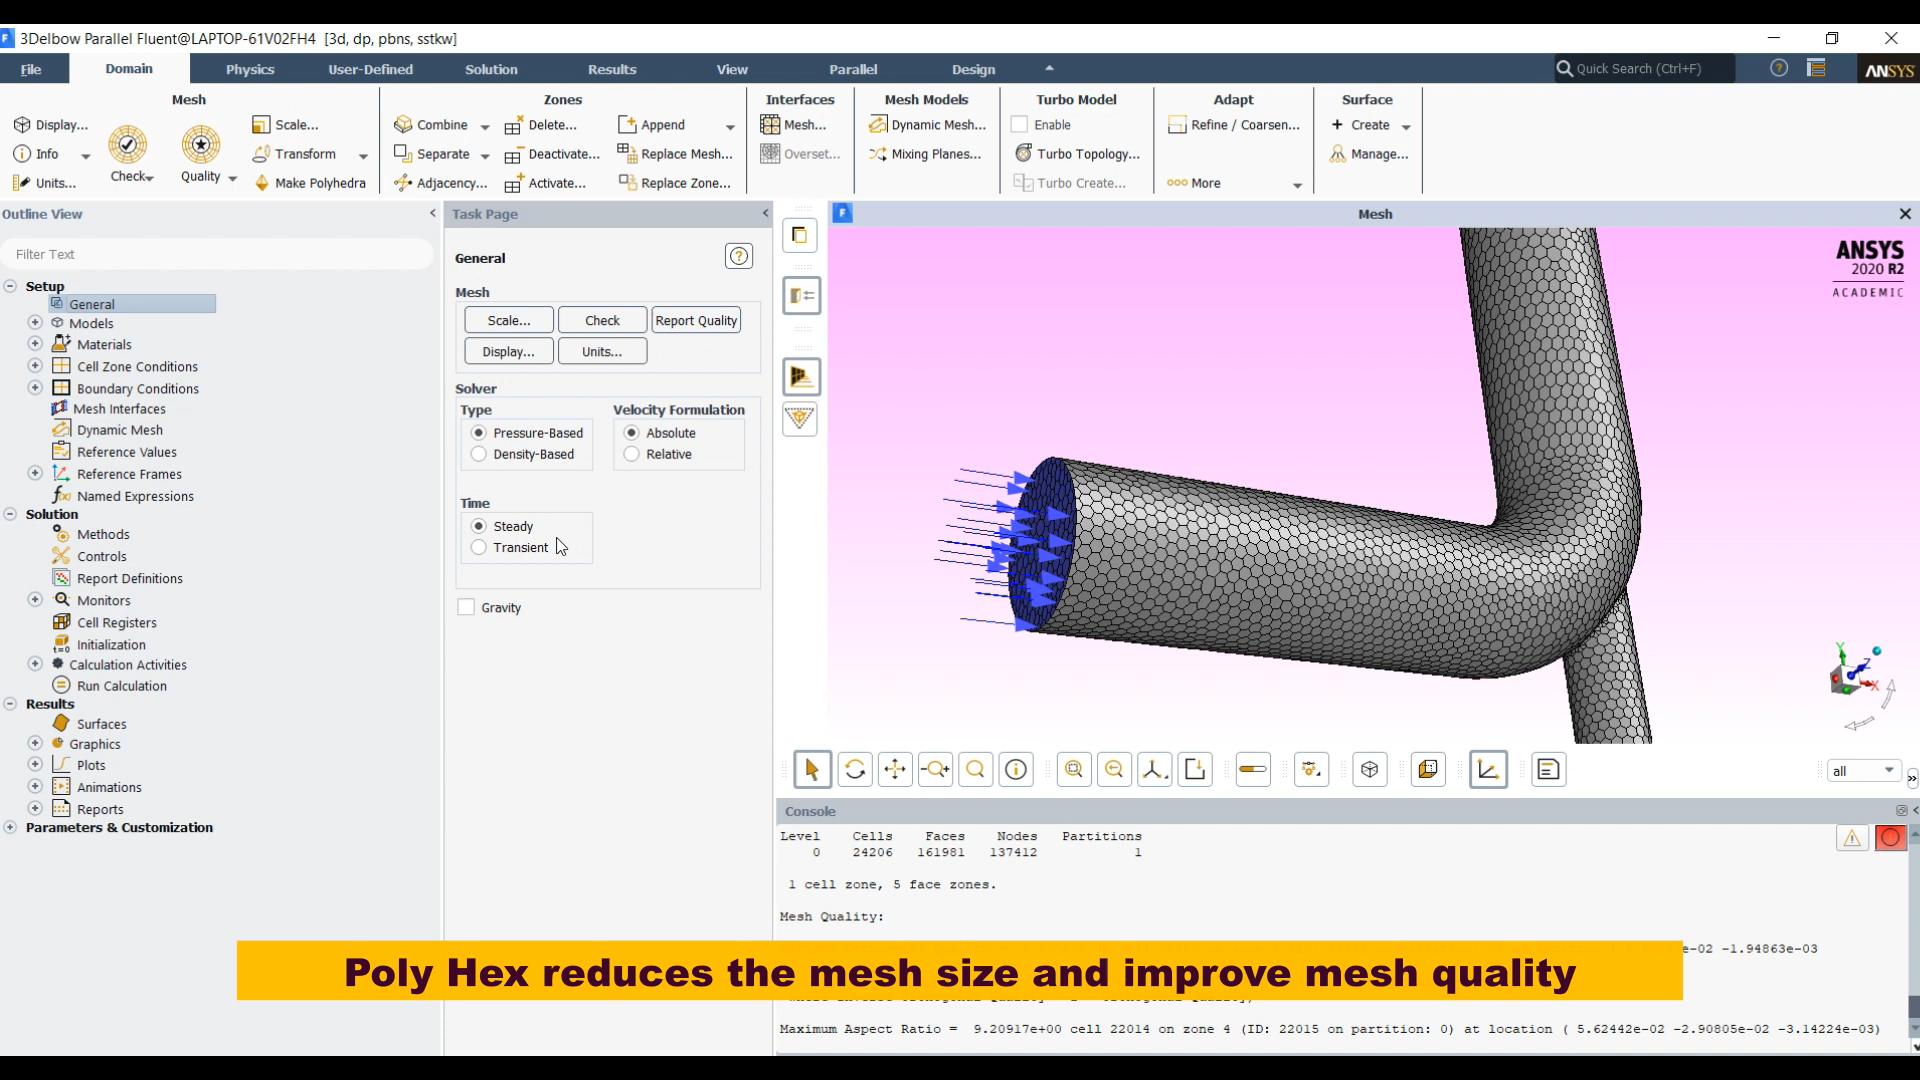 3Delbow Parallel Fluent@LAPTOP-61V02FH4 [3d, dp, pbns, sstkw]
File Domain Physics User-Defined Solution Results View Parallel Design Quick Search (Ctrl+F) ANSYS
Mesh Zones Interfaces Mesh Models Turbo Model Adapt Surface
Display... Scale... Combine Delete... Append Mesh... Dynamic Mesh... Enable Refine / Coarsen... Create
Info Transform Separate Deactivate... Replace Mesh... Overset... Mixing Planes... Turbo Topology... Manage...
Units... Check Quality Make Polyhedra Adjacency... Activate... Replace Zone... Turbo Create... More
Outline View
Filter Text
Setup
General
Models
Materials
Cell Zone Conditions
Boundary Conditions
Mesh Interfaces
Dynamic Mesh
Reference Values
Reference Frames
Named Expressions
Solution
Methods
Controls
Report Definitions
Monitors
Cell Registers
Initialization
Calculation Activities
Run Calculation
Results
Surfaces
Graphics
Plots
Animations
Reports
Parameters & Customization
Task Page
General
Mesh
Scale... Check Report Quality
Display... Units...
Solver
Type Velocity Formulation
Pressure-Based Absolute
Density-Based Relative
Time
Steady
Transient
Gravity
Mesh
ANSYS
2020 R2
ACADEMIC
Y
Z
X
all
Console
Level Cells Faces Nodes Partitions
0 24206 161981 137412 1
1 cell zone, 5 face zones.
Mesh Quality:
e-02 -1.94863e-03
Poly Hex reduces the mesh size and improve mesh quality
Maximum Aspect Ratio = 9.20917e+00 cell 22014 on zone 4 (ID: 22015 on partition: 0) at location ( 5.62442e-02 -2.90805e-02 -3.14224e-03)